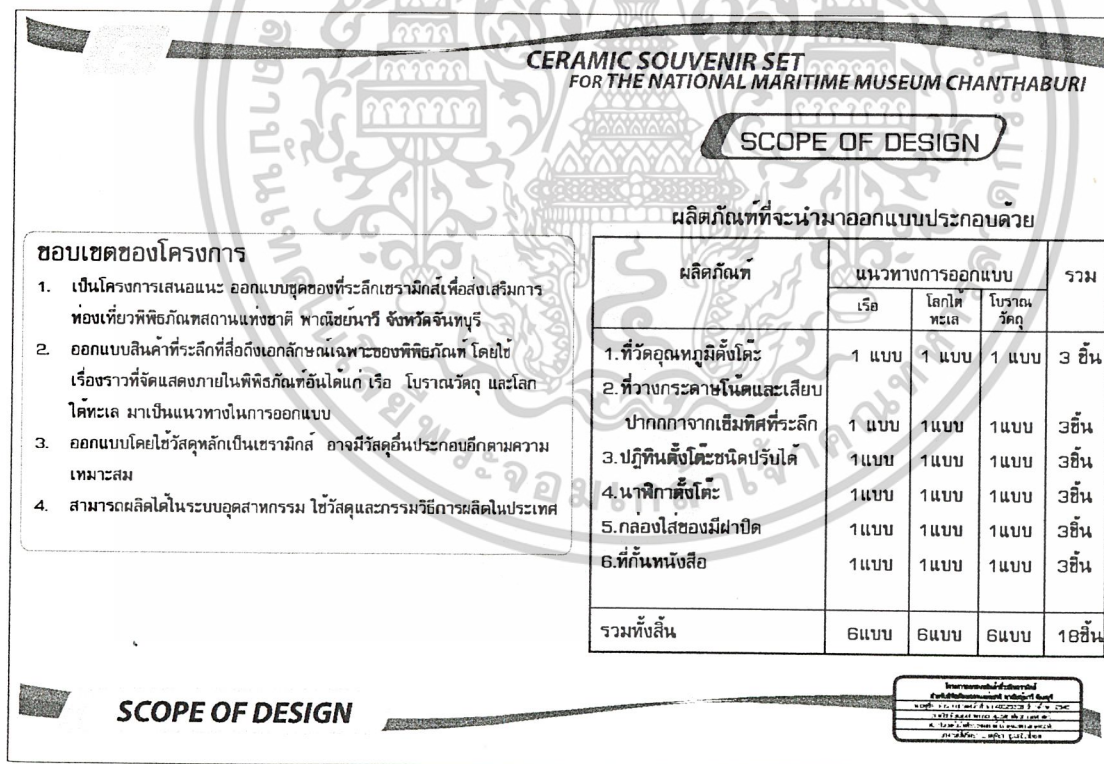 CERAMIC SOUVENIR SET
FOR THE NATIONAL MARITIME MUSEUM CHANTHABURI
SCOPE OF DESIGN
ขอบเขตของโครงการ
1. เป็นโครงการเสนอแนะ ออกแบบชุดของที่ระลึกเซรามิกส์เพื่อส่งเสริมการ
ท่องเที่ยวพิพิธภัณฑสถานแห่งชาติ พาณิชย์นาวี จังหวัดจันทบุรี
2. ออกแบบสินค้าที่ระลึกที่สื่อถึงเอกลักษณ์เฉพาะของพิพิธภัณฑ์ โดยใช้
เรื่องราวที่จัดแสดงภายในพิพิธภัณฑ์อันได้แก่ เรือ โบราณวัตถุ และโลก
ใต้ทะเล มาเป็นแนวทางในการออกแบบ
3. ออกแบบโดยใช้วัสดุหลักเป็นเซรามิกส์ อาจมีวัสดุอื่นประกอบอีกตามความ
เหมาะสม
4. สามารถผลิตได้ในระบบอุตสาหกรรม ใช้วัสดุและกรรมวิธีการผลิตในประเทศ
ผลิตภัณฑ์ที่จะนำมาออกแบบประกอบด้วย
ผลิตภัณฑ์ แนวทางการออกแบบ รวม
เรือ โลกใต้ โบราณ
ทะเล วัตถุ
1.ที่วัดอุณหภูมิตั้งโต๊ะ 1 แบบ 1 แบบ 1 แบบ 3 ชิ้น
2.ที่วางกระดาษโน้ตและเสียบ
ปากกาจากเข็มทิศที่ระลึก 1 แบบ 1แบบ 1แบบ 3ชิ้น
3.ปฏิทินตั้งโต๊ะชนิดปรับได้ 1แบบ 1แบบ 1แบบ 3ชิ้น
4.นาฬิกาตั้งโต๊ะ 1แบบ 1แบบ 1แบบ 3ชิ้น
5.กล่องใส่ของมีฝาปิด 1แบบ 1แบบ 1แบบ 3ชิ้น
6.ที่กั้นหนังสือ 1แบบ 1แบบ 1แบบ 3ชิ้น
รวมทั้งสิ้น 6แบบ 6แบบ 6แบบ 18ชิ้น
SCOPE OF DESIGN